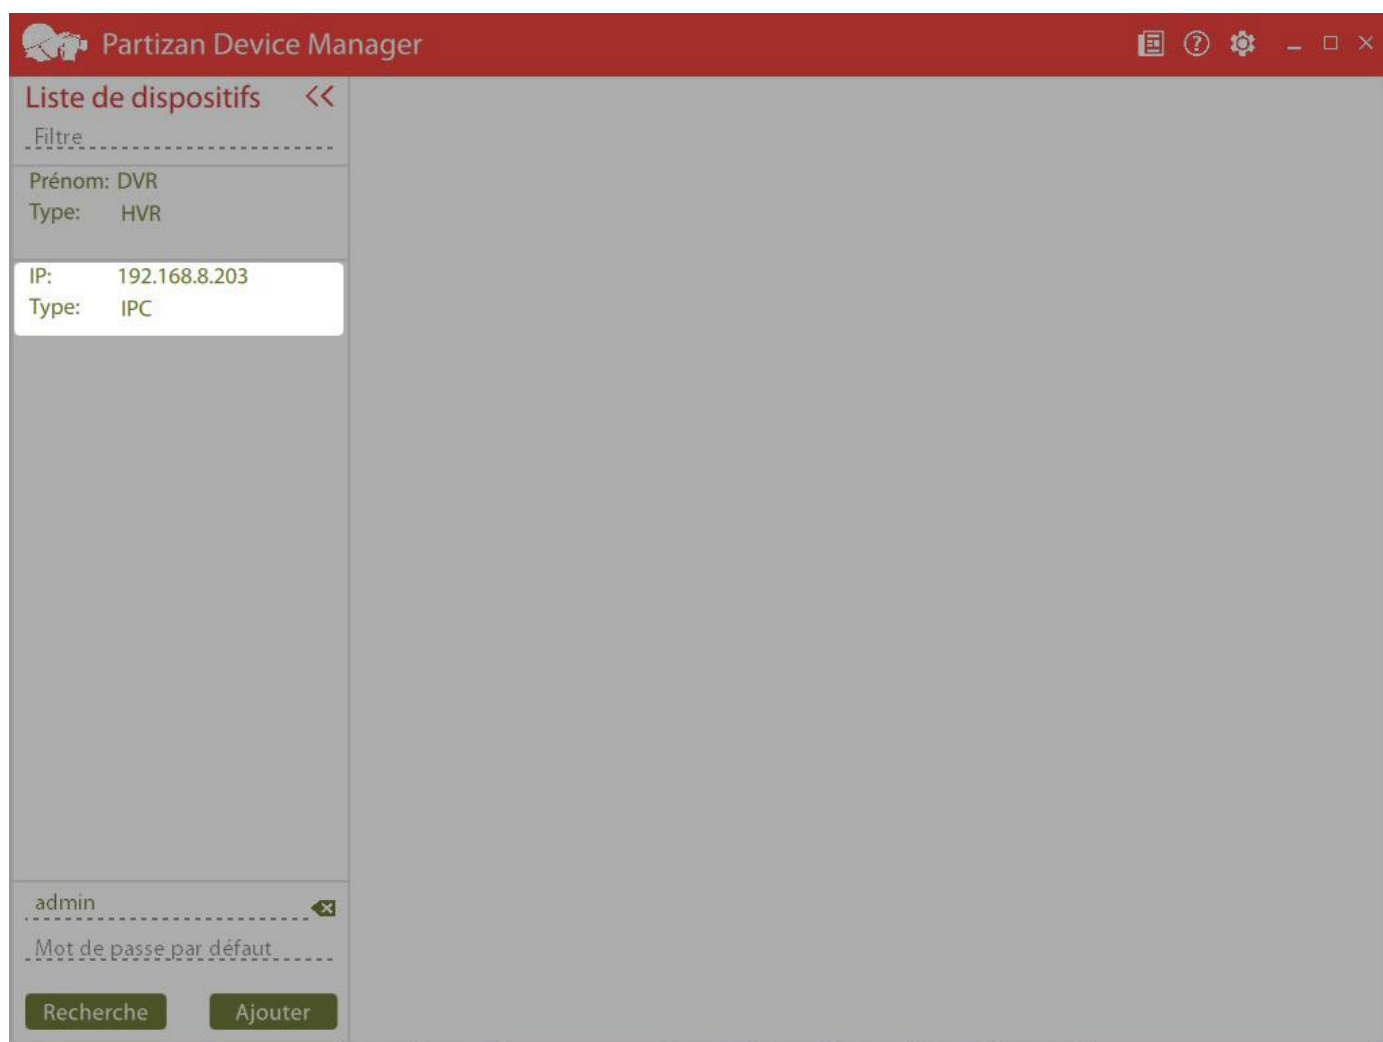 Partizan Device Manager
Liste de dispositifs <<
Filtre
Prénom: DVR
Type: HVR
IP: 192.168.8.203
Type: IPC
admin
Mot de passe par défaut
Recherche Ajouter